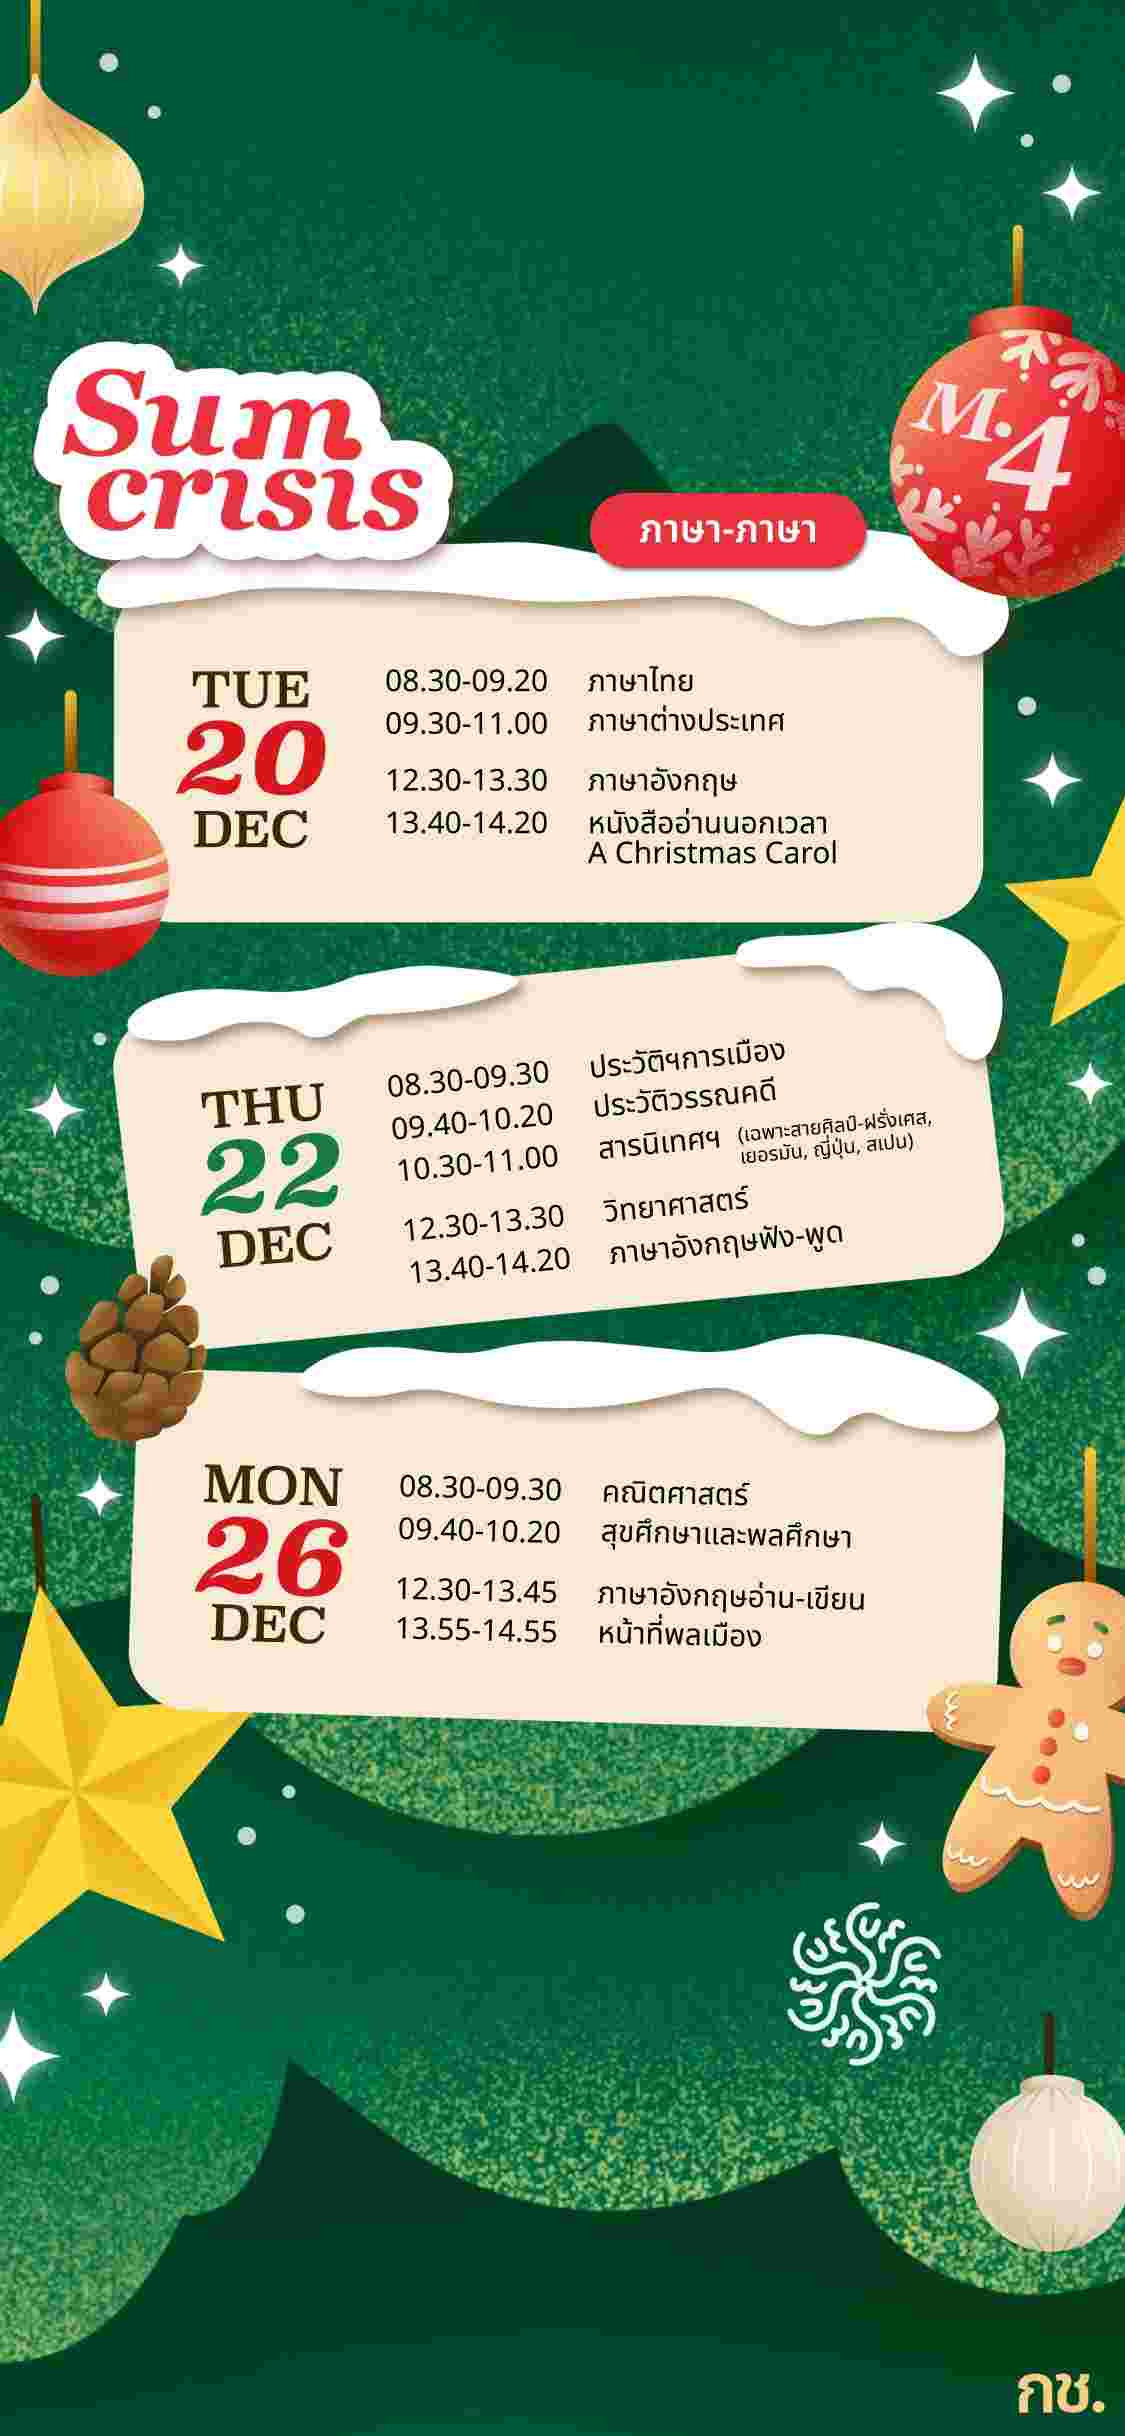 Sum
crisis
M.4
ภาษา-ภาษา
TUE
20
DEC
08.30-09.20 ภาษาไทย
09.30-11.00 ภาษาต่างประเทศ
12.30-13.30 ภาษาอังกฤษ
13.40-14.20 หนังสืออ่านนอกเวลา
A Christmas Carol
THU
22
DEC
08.30-09.30 ประวัติฯการเมือง
09.40-10.20 ประวัติวรรณคดี
10.30-11.00 สารนิเทศฯ (เฉพาะสายศิลป์-ฝรั่งเศส,
เยอรมัน, ญี่ปุ่น, สเปน)
12.30-13.30 วิทยาศาสตร์
13.40-14.20 ภาษาอังกฤษฟัง-พูด
MON
26
DEC
08.30-09.30 คณิตศาสตร์
09.40-10.20 สุขศึกษาและพลศึกษา
12.30-13.45 ภาษาอังกฤษอ่าน-เขียน
13.55-14.55 หน้าที่พลเมือง
กช.